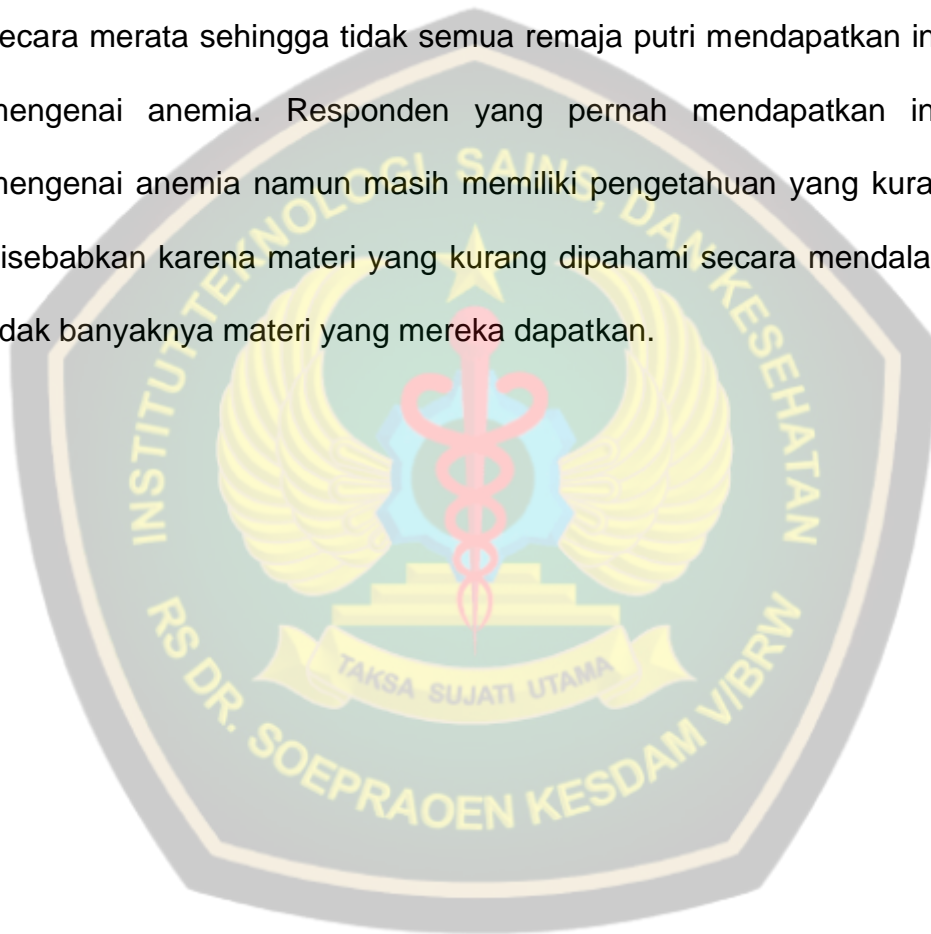 ecara merata sehingga tidak semua remaja putri mendapatkan in
nengenai anemia. Responden yang pernah mendapatkan in
nengenai anemia namun masih memiliki pengetahuan yang kura
isebabkan karena materi yang kurang dipahami secara mendala
dak banyaknya materi yang mereka dapatkan.
INSTITUT TEKNOLOGI, SAINS, DAN KESEHATAN
TAKSA SUJATI UTAMA
RS DR. SOEPRAOEN KESDAM V/BRW